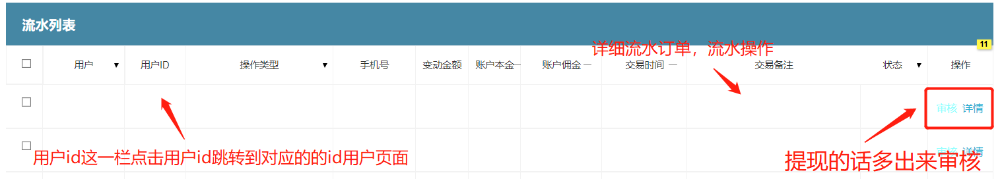 流水列表
详细流水订单，流水操作
11
用户 ▼ 用户ID 操作类型 ▼ 手机号 变动金额 账户本金— 账户佣金 — 交易时间 — 交易备注 状态 ▼ 操作
审核 详情
用户id这一栏点击用户id跳转到对应的的id用户页面
审核 详情
提现的话多出来审核